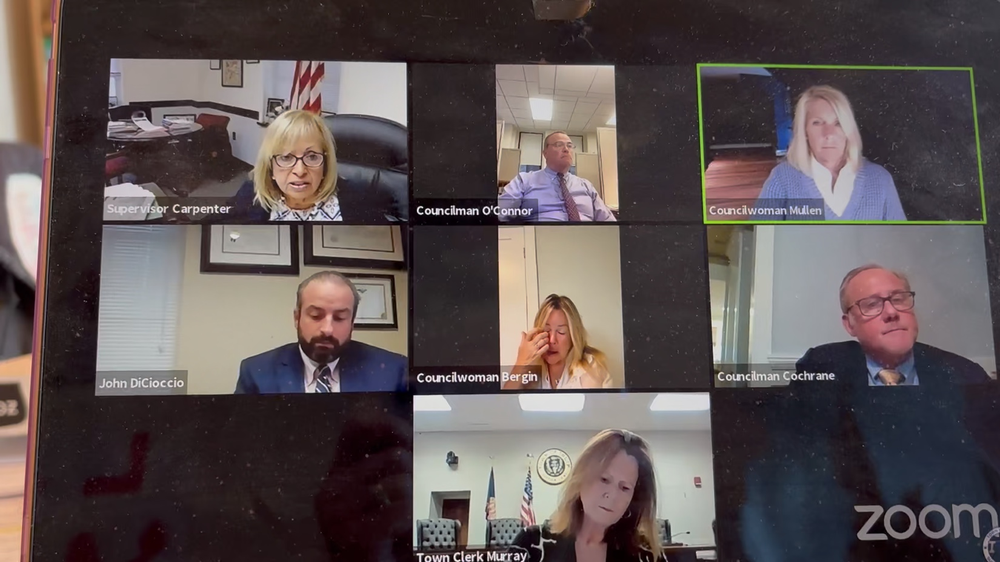 Supervisor Carpenter
Councilman O'Connor
Councilwoman Mullen
John DiCioccio
Councilwoman Bergin
Councilman Cochrane
Town Clerk Murray
zoom